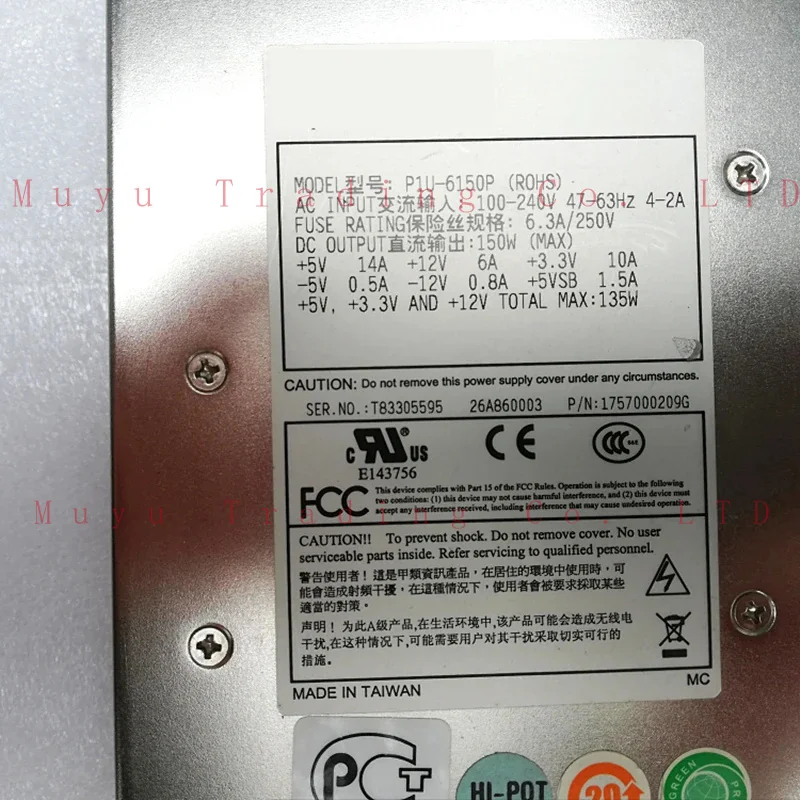 MODEL型号: P1U-6150P (ROHS)
AC INPUT交流输入: 100-240V 47-63Hz 4-2A
FUSE RATING保险丝规格: 6.3A/250V
DC OUTPUT直流输出:150W (MAX)
+5V 14A +12V 6A +3.3V 10A
-5V 0.5A -12V 0.8A +5VSB 1.5A
+5V, +3.3V AND +12V TOTAL MAX:135W
Muyu Trading Co. LTD
CAUTION: Do not remove this power supply cover under any circumstances.
SER.NO.:T83305595 26A860003 P/N:1757000209G
c RU US
E143756
CE
CCC S&E
FCC
This device complies with Part 15 of the FCC Rules. Operation is subject to the following
two conditions: (1) this device may not cause harmful interference, and (2) this device must
accept any interference received, including interference that may cause undesired operation.
Muyu Trading Co. LTD
CAUTION!! To prevent shock. Do not remove cover. No user
serviceable parts inside. Refer servicing to qualified personnel.
警告使用者！這是甲類資訊產品，在居住的環境中使用時，可
能會造成射頻干擾，在這種情況下，使用者會被要求採取某些
適當的對策。
声明！为此A级产品,在生活环境中,该产品可能会造成无线电
干扰,在这种情况下,可能需要用户对其干扰采取切实可行的
措施。
MADE IN TAIWAN
MC
PCT
HI-POT
20
GREEN